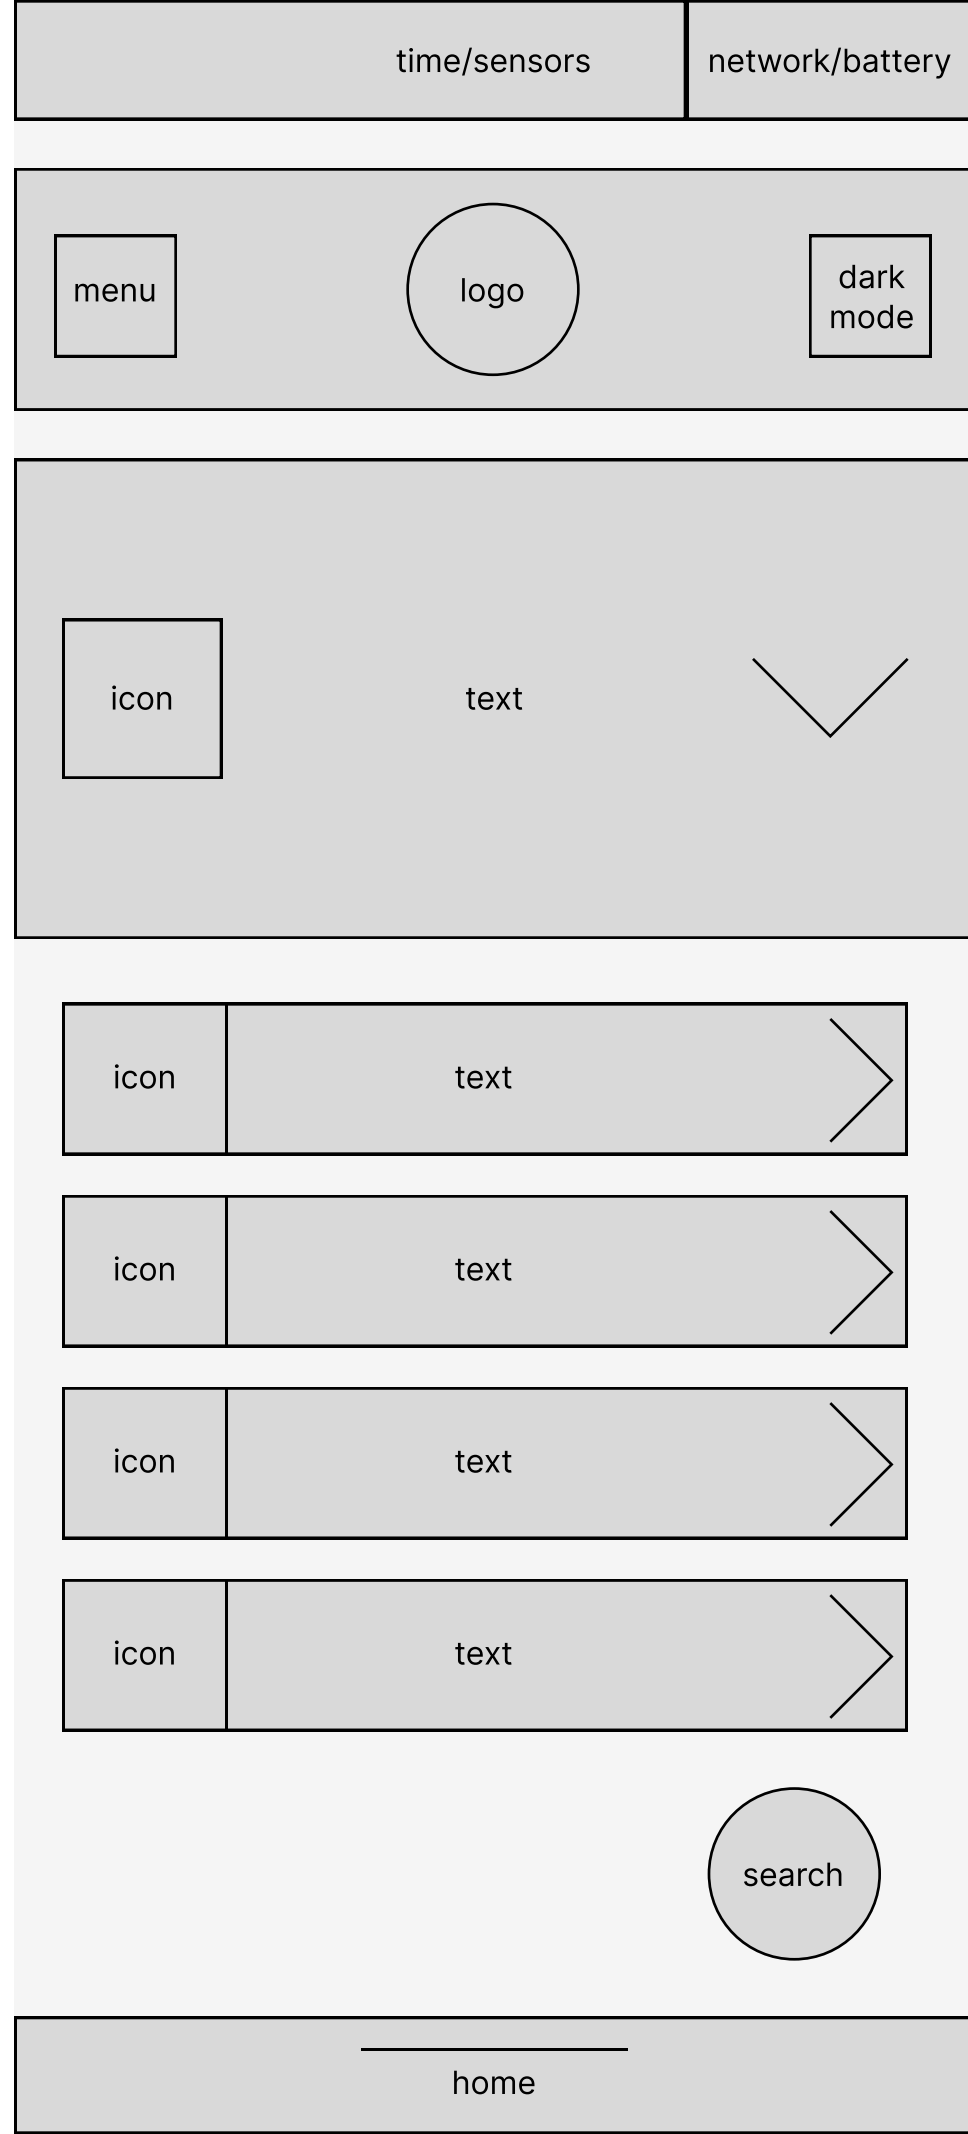 time/sensors
network/battery
menu
logo
dark
mode
icon
text
icon
text
icon
text
icon
text
icon
text
search
home